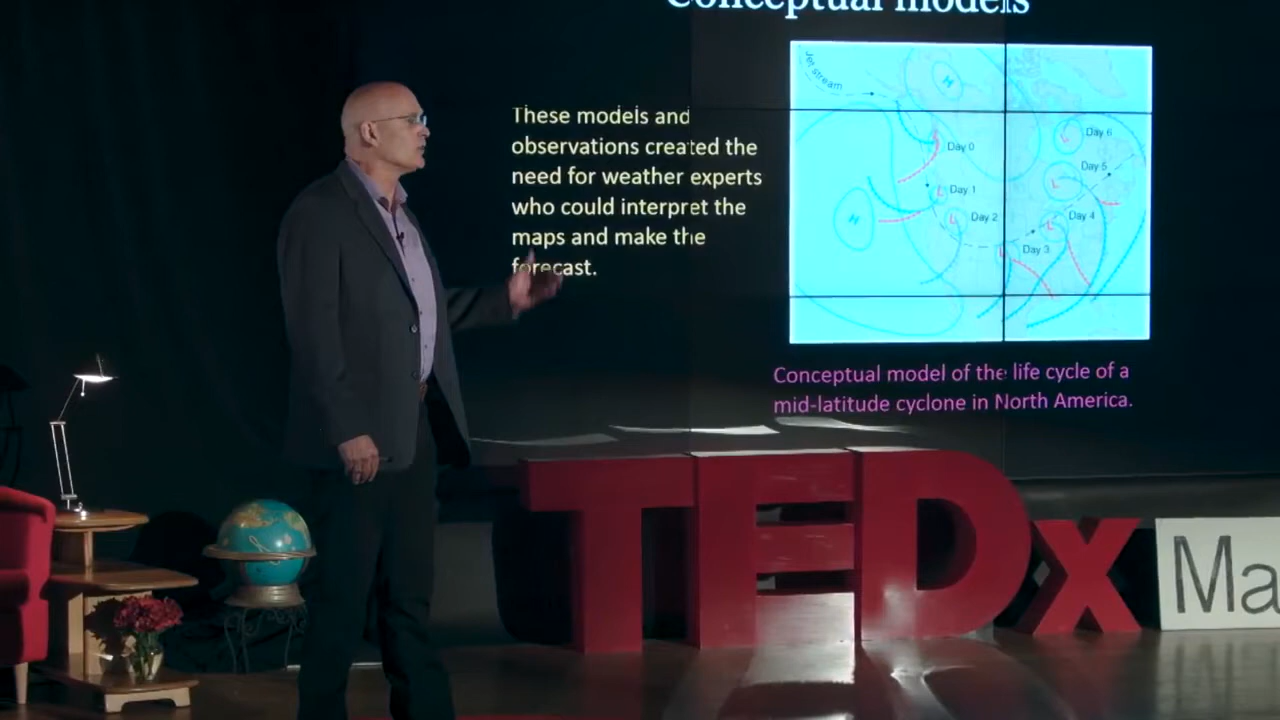 Conceptual models
These models and
observations created the
need for weather experts
who could interpret the
maps and make the
forecast.
Jet stream
H
Day 0
Day 6
Day 5
L
L
L
Day 1
H
L
Day 2
L
Day 4
L
Day 3
Conceptual model of the life cycle of a
mid-latitude cyclone in North America.
TEDx
Ma